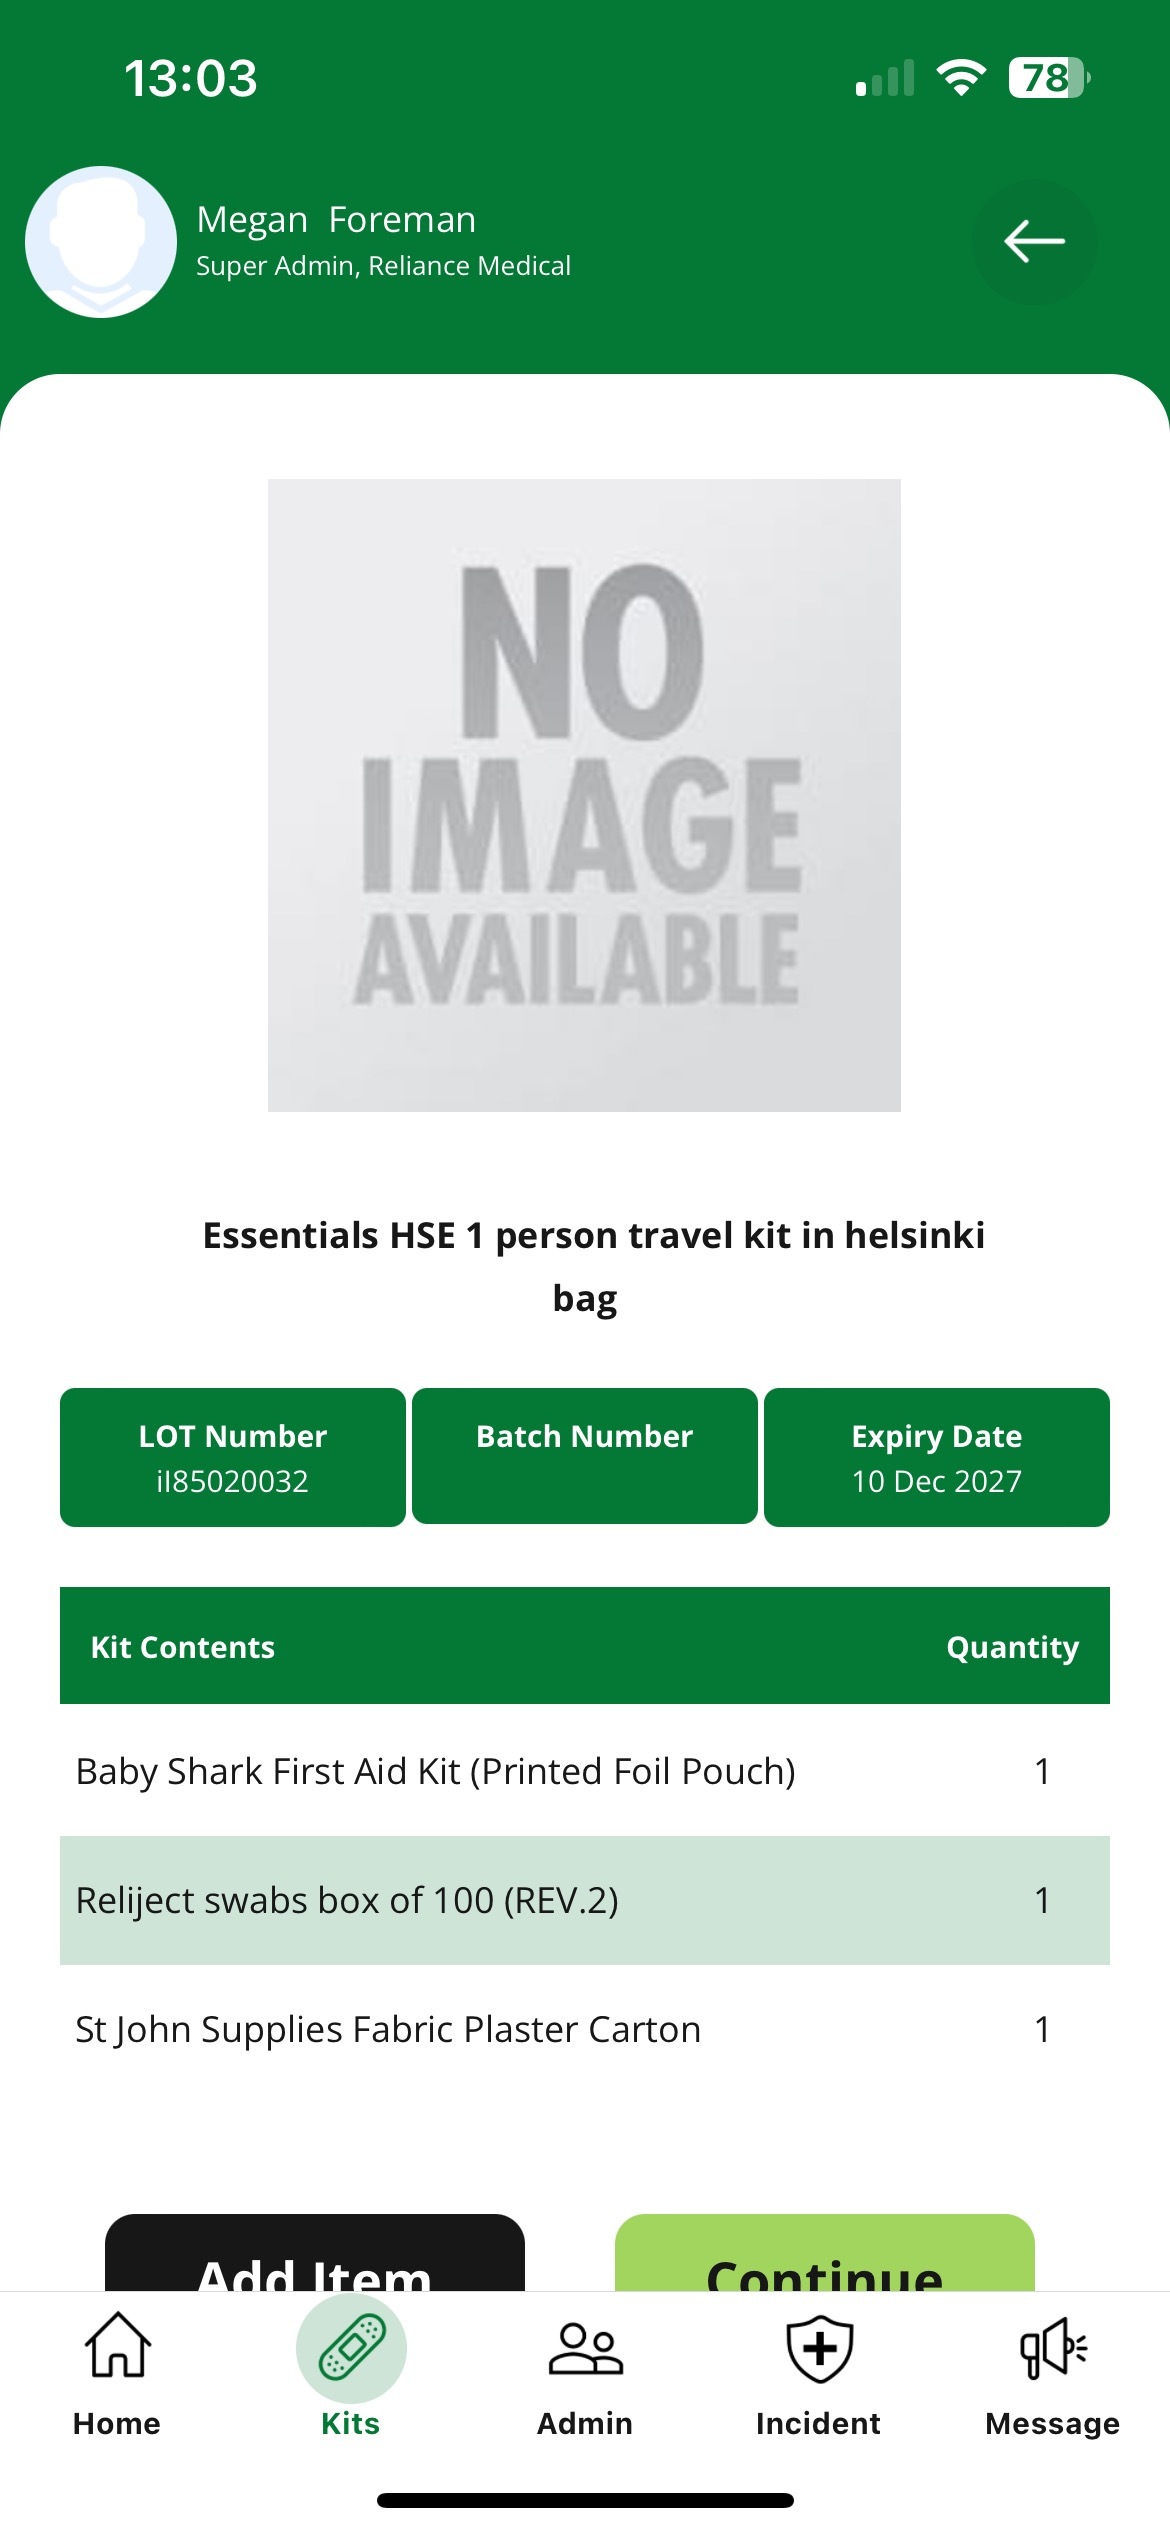 13:03
78
Megan  Foreman
Super Admin, Reliance Medical
NO
IMAGE
AVAILABLE
Essentials HSE 1 person travel kit in helsinki
bag
LOT Number
iI85020032
Batch Number
Expiry Date
10 Dec 2027
Kit Contents
Quantity
Baby Shark First Aid Kit (Printed Foil Pouch)
1
Reliject swabs box of 100 (REV.2)
1
St John Supplies Fabric Plaster Carton
1
Add Item
Continue
Home
Kits
Admin
Incident
Message